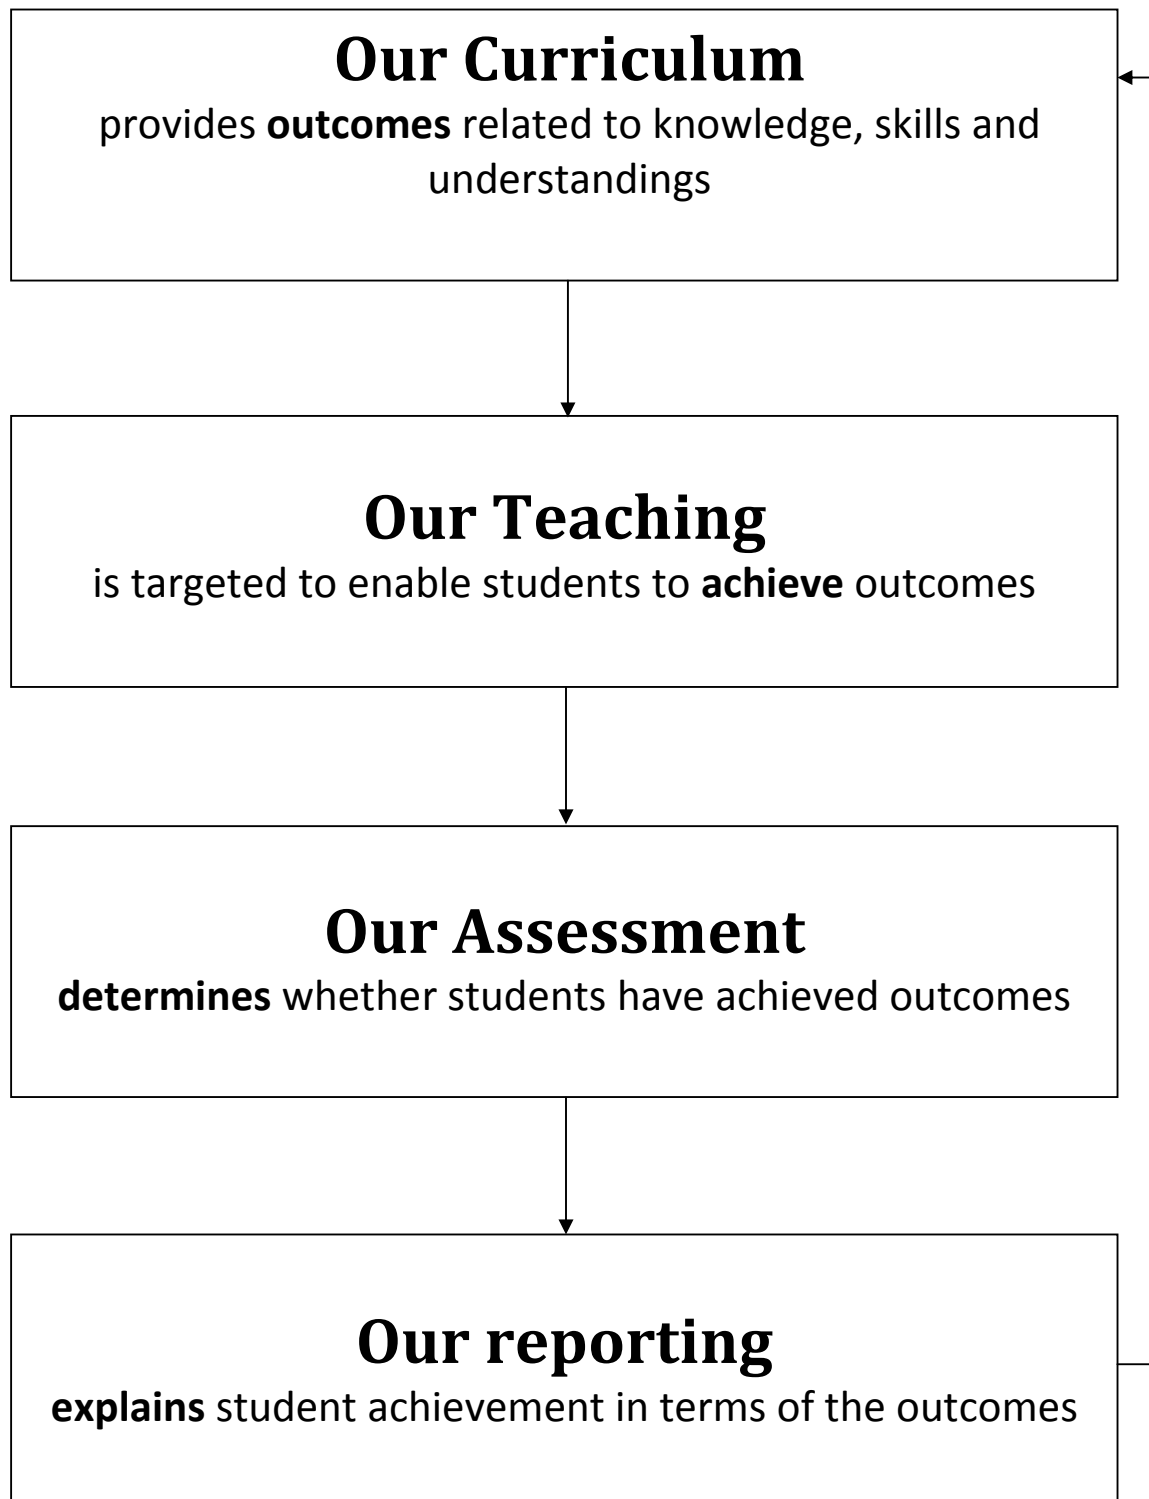 Our Curriculum
provides outcomes related to knowledge, skills and
understandings
Our Teaching
is targeted to enable students to achieve outcomes
Our Assessment
determines whether students have achieved outcomes
Our reporting
explains student achievement in terms of the outcomes